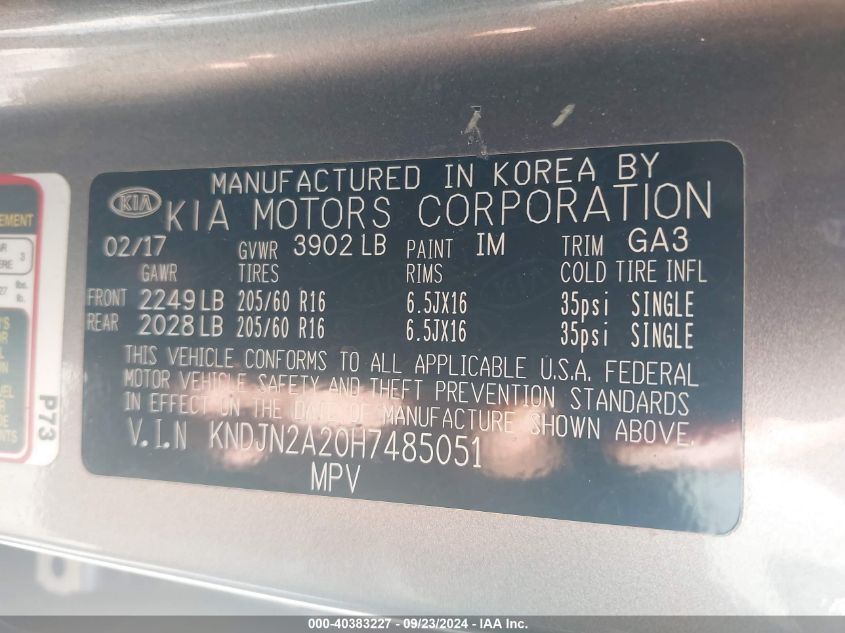 MANUFACTURED IN KOREA BY
KIA KIA MOTORS CORPORATION
02/17 GVWR 3902 LB PAINT IM TRIM GA3
GAWR TIRES RIMS COLD TIRE INFL
FRONT 2249 LB 205/60 R16 6.5JX16 35psi SINGLE
REAR 2028 LB 205/60 R16 6.5JX16 35psi SINGLE
THIS VEHICLE CONFORMS TO ALL APPLICABLE U.S.A. FEDERAL
MOTOR VEHICLE SAFETY AND THEFT PREVENTION STANDARDS
IN EFFECT ON THE DATE OF MANUFACTURE SHOWN ABOVE.
V.I.N KNDJN2A20H7485051
MPV
P73
000-40383227 - 09/23/2024 - IAA Inc.